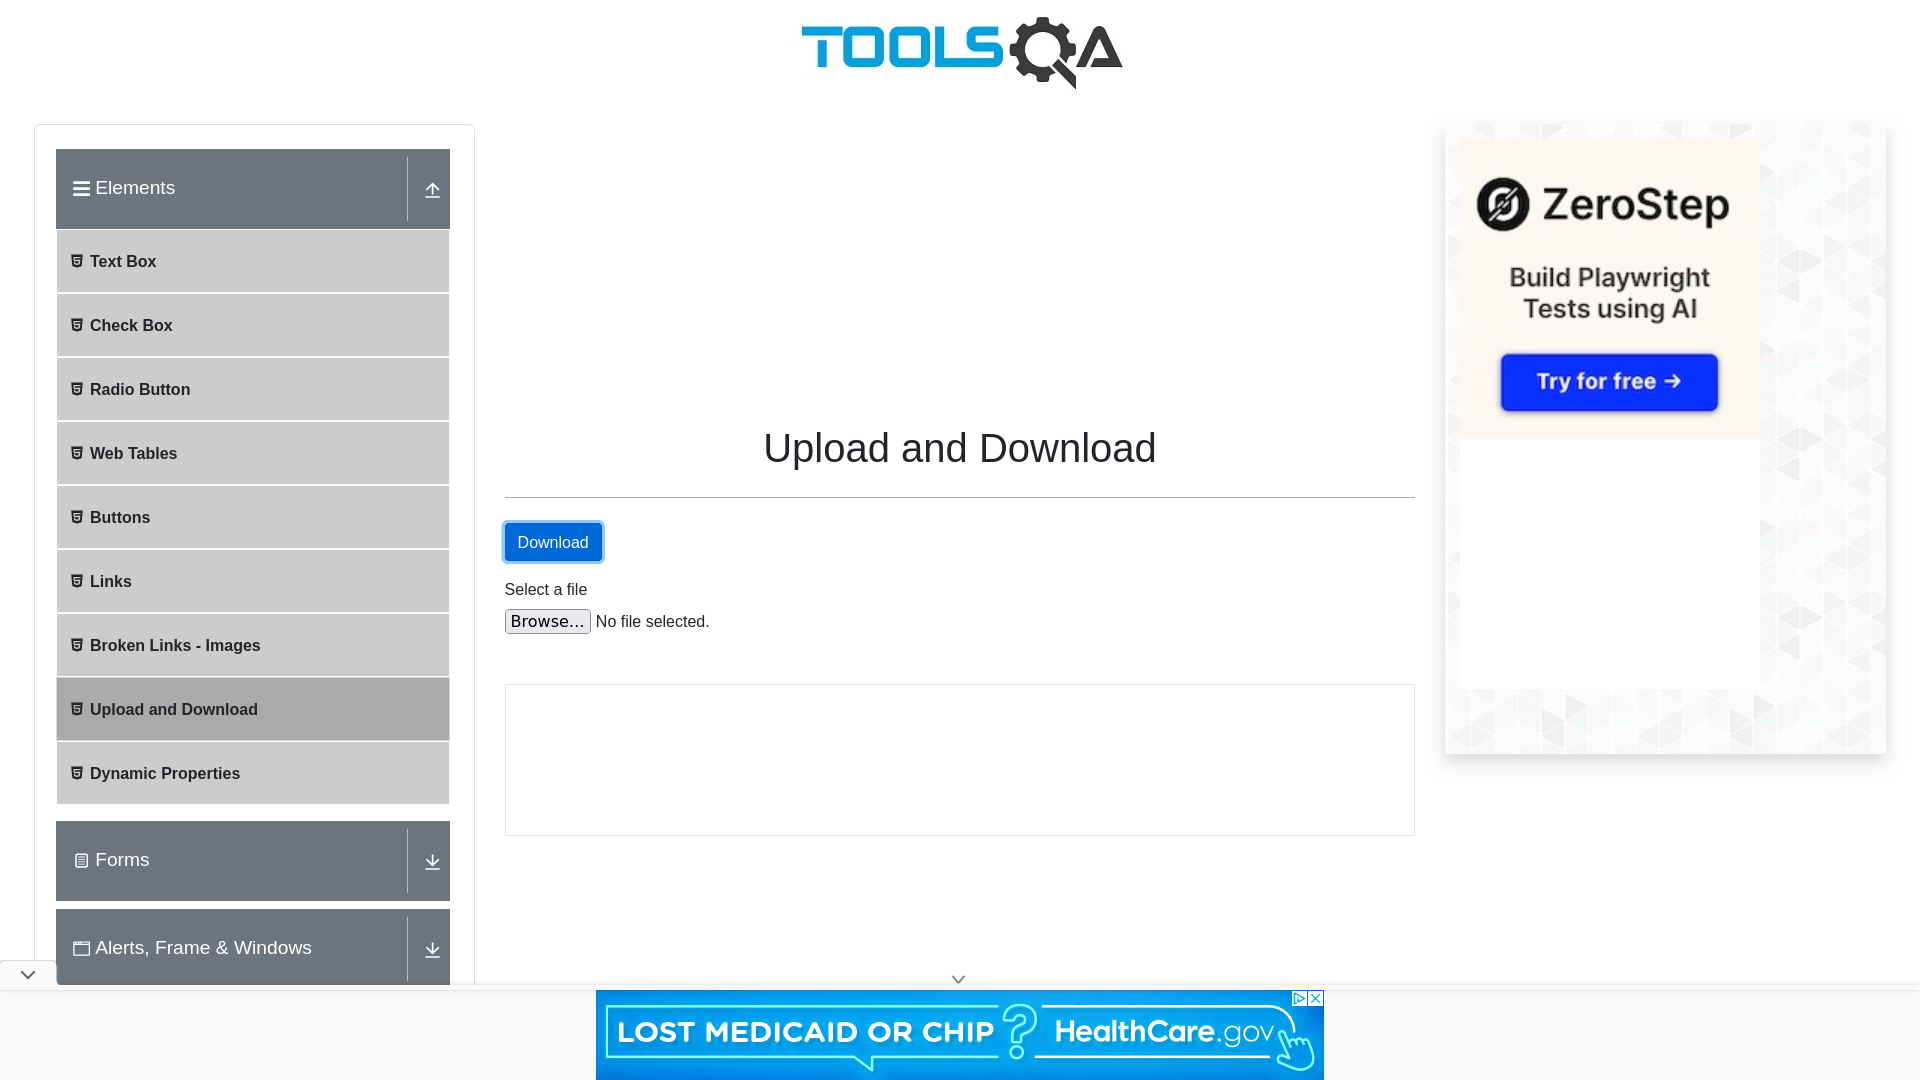 TOOLSQA
Elements
Text Box
Check Box
Radio Button
Web Tables
Buttons
Links
Broken Links - Images
Upload and Download
Dynamic Properties
Forms
Alerts, Frame & Windows
Upload and Download
Download
Select a file
Browse... No file selected.
ZeroStep
Build Playwright
Tests using AI
Try for free →
LOST MEDICAID OR CHIP? HealthCare.gov